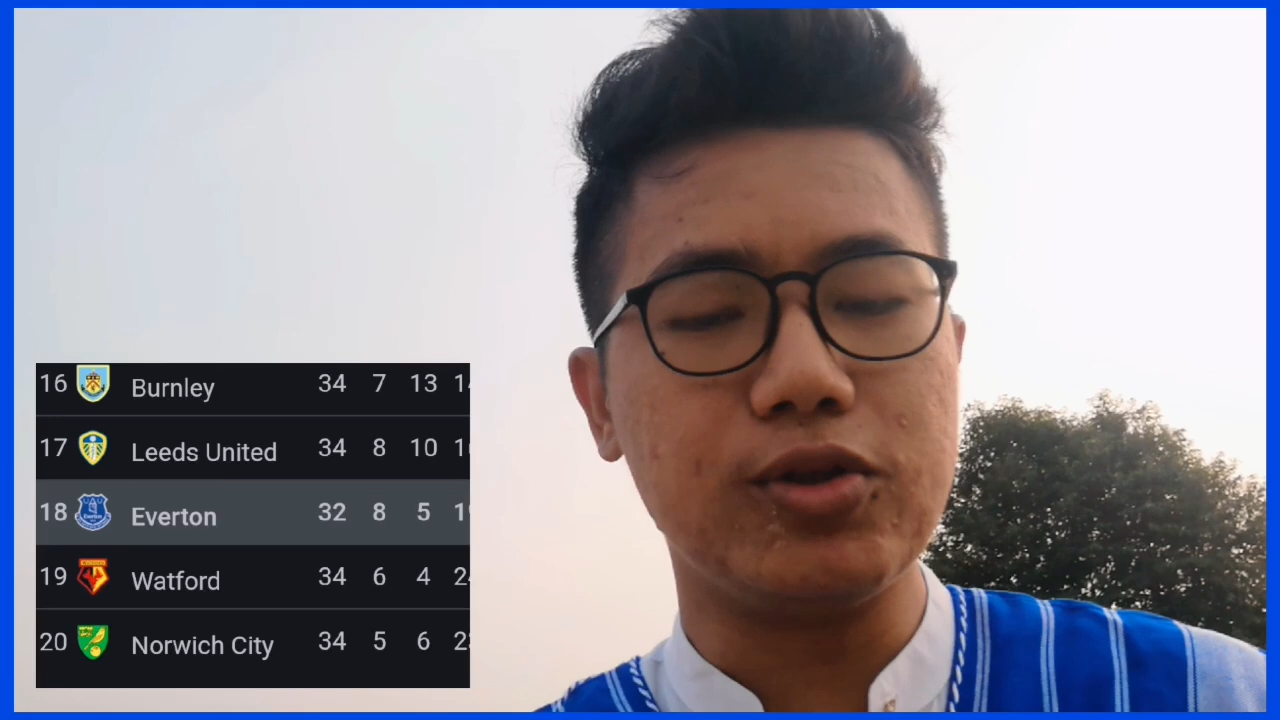 16 Burnley 34 7 13
17 Leeds United 34 8 10
18 Everton 32 8 5
19 Watford 34 6 4
20 Norwich City 34 5 6